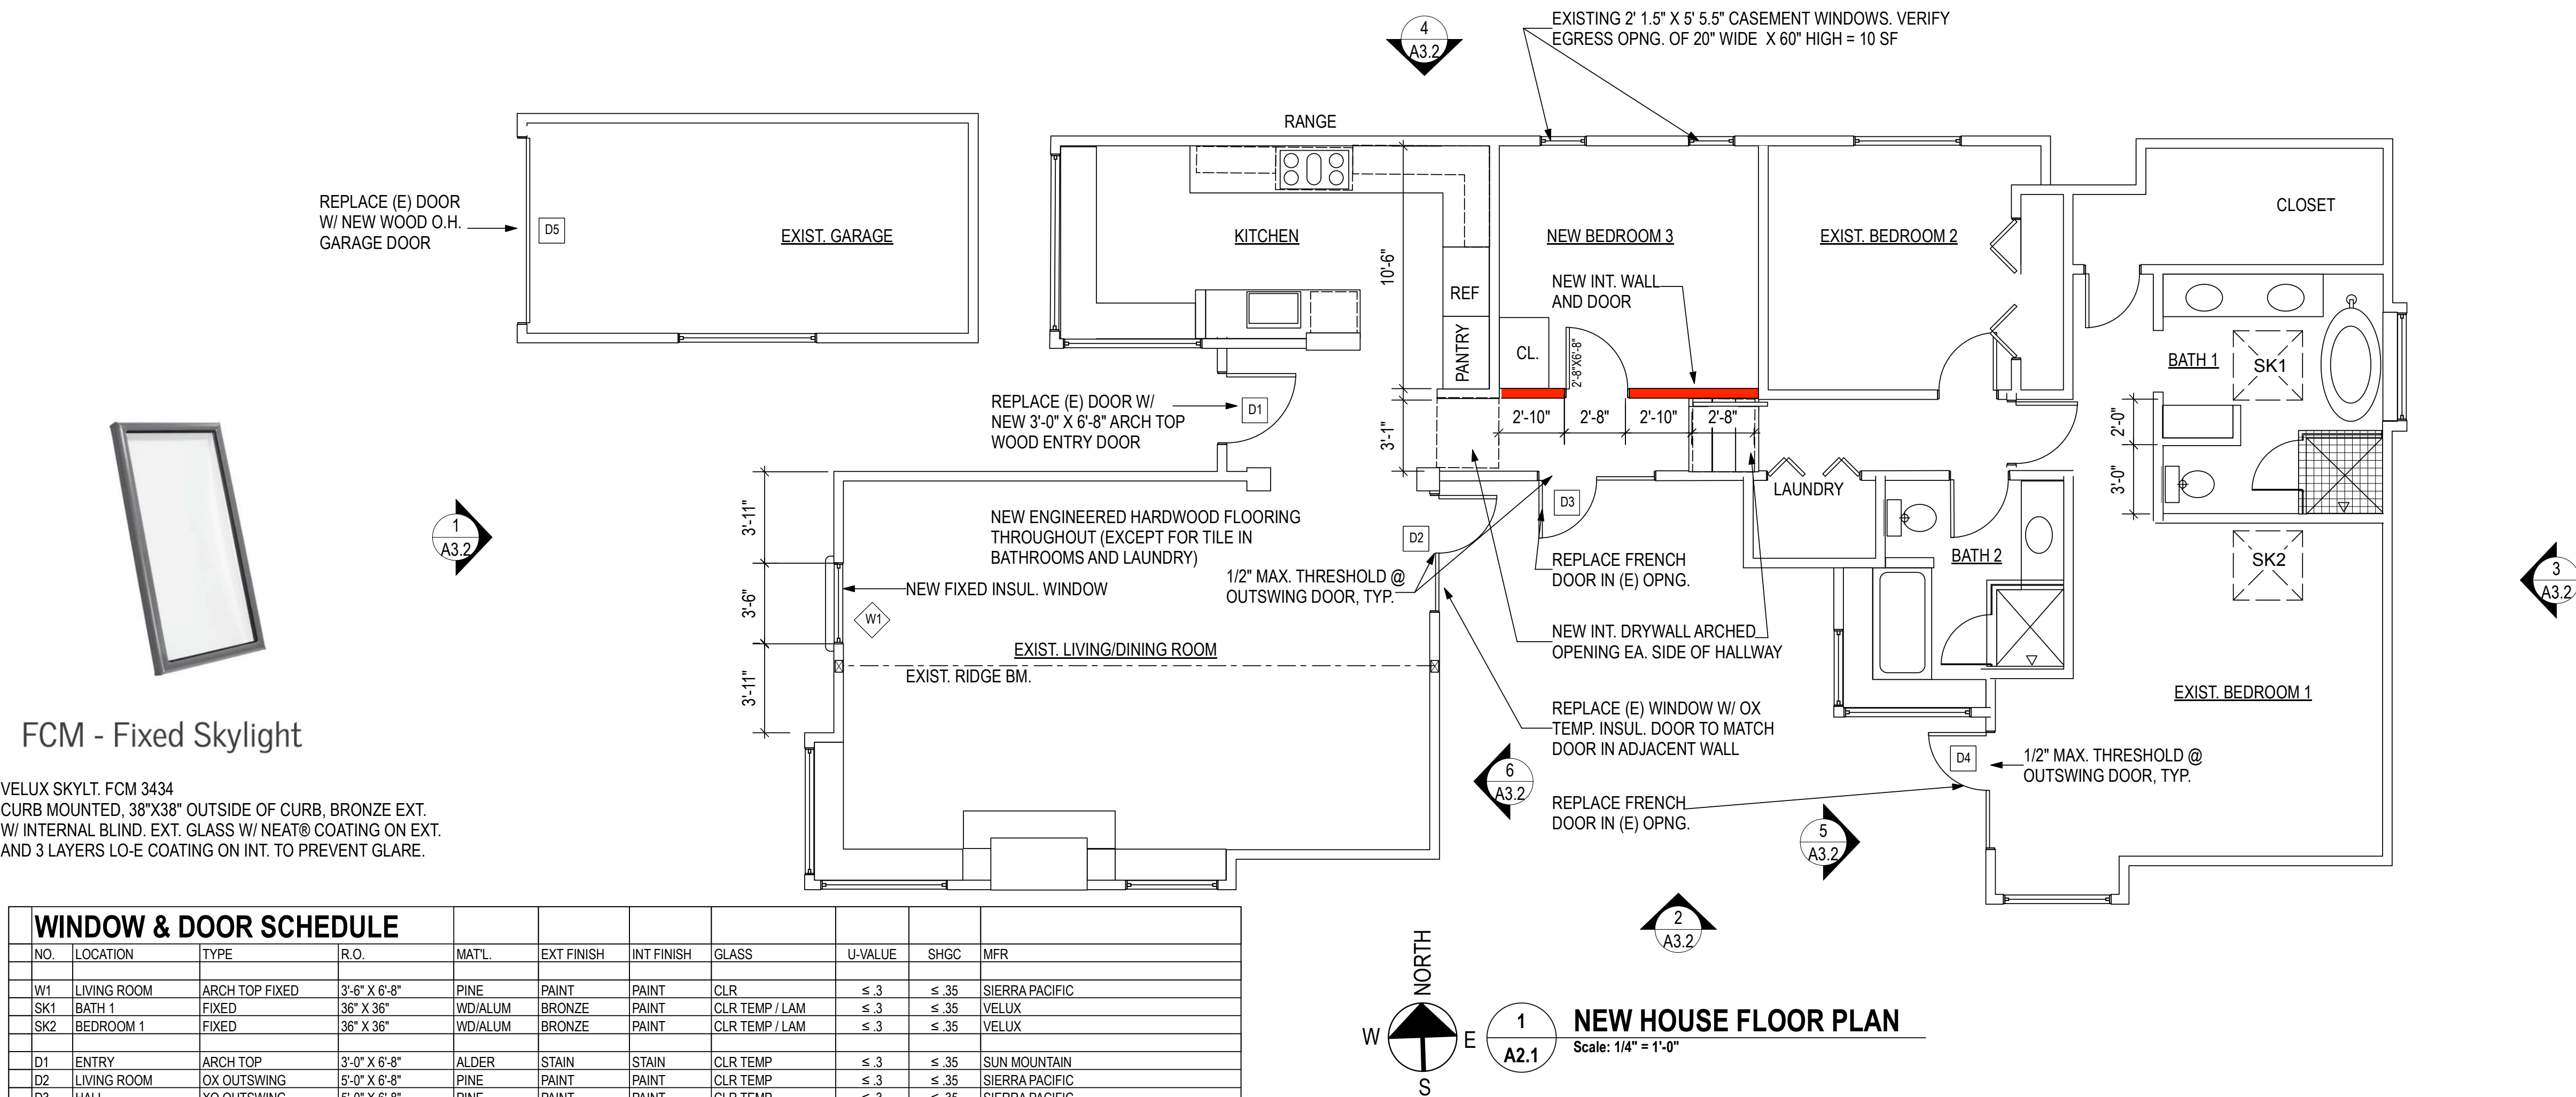 4
A3.2
EXISTING 2' 1.5" X 5' 5.5" CASEMENT WINDOWS. VERIFY
EGRESS OPNG. OF 20" WIDE X 60" HIGH = 10 SF
RANGE
REPLACE (E) DOOR
W/ NEW WOOD O.H.
GARAGE DOOR
D5
EXIST. GARAGE
KITCHEN
10'-6"
REF
PANTRY
NEW BEDROOM 3
NEW INT. WALL
AND DOOR
CL.
2'-8"X6'-8"
EXIST. BEDROOM 2
CLOSET
BATH 1
SK1
REPLACE (E) DOOR W/
NEW 3'-0" X 6'-8" ARCH TOP
WOOD ENTRY DOOR
D1
3'-1"
2'-10"
2'-8"
2'-10"
2'-8"
2'-0"
3'-0"
LAUNDRY
1
A3.2
3'-11"
3'-6"
3'-11"
NEW ENGINEERED HARDWOOD FLOORING
THROUGHOUT (EXCEPT FOR TILE IN
BATHROOMS AND LAUNDRY)
NEW FIXED INSUL. WINDOW
W1
D2
D3
1/2" MAX. THRESHOLD @
OUTSWING DOOR, TYP.
REPLACE FRENCH
DOOR IN (E) OPNG.
BATH 2
SK2
3
A3.2
NEW INT. DRYWALL ARCHED
OPENING EA. SIDE OF HALLWAY
EXIST. LIVING/DINING ROOM
EXIST. RIDGE BM.
EXIST. BEDROOM 1
REPLACE (E) WINDOW W/ OX
TEMP. INSUL. DOOR TO MATCH
DOOR IN ADJACENT WALL
D4
1/2" MAX. THRESHOLD @
OUTSWING DOOR, TYP.
6
A3.2
REPLACE FRENCH
DOOR IN (E) OPNG.
5
A3.2
2
A3.2
FCM - Fixed Skylight
VELUX SKYLT. FCM 3434
CURB MOUNTED, 38"X38" OUTSIDE OF CURB, BRONZE EXT.
W/ INTERNAL BLIND. EXT. GLASS W/ NEAT® COATING ON EXT.
AND 3 LAYERS LO-E COATING ON INT. TO PREVENT GLARE.
WINDOW & DOOR SCHEDULE
NO. LOCATION TYPE R.O. MAT'L. EXT FINISH INT FINISH GLASS U-VALUE SHGC MFR
W1 LIVING ROOM ARCH TOP FIXED 3'-6" X 6'-8" PINE PAINT PAINT CLR ≤ .3 ≤ .35 SIERRA PACIFIC
SK1 BATH 1 FIXED 36" X 36" WD/ALUM BRONZE PAINT CLR TEMP / LAM ≤ .3 ≤ .35 VELUX
SK2 BEDROOM 1 FIXED 36" X 36" WD/ALUM BRONZE PAINT CLR TEMP / LAM ≤ .3 ≤ .35 VELUX
D1 ENTRY ARCH TOP 3'-0" X 6'-8" ALDER STAIN STAIN CLR TEMP ≤ .3 ≤ .35 SUN MOUNTAIN
D2 LIVING ROOM OX OUTSWING 5'-0" X 6'-8" PINE PAINT PAINT CLR TEMP ≤ .3 ≤ .35 SIERRA PACIFIC
D3 HALL XO OUTSWING 5'-0" X 6'-8" PINE PAINT PAINT CLR TEMP ≤ .3 ≤ .35 SIERRA PACIFIC
NORTH
W
E
S
1
A2.1
NEW HOUSE FLOOR PLAN
Scale: 1/4" = 1'-0"